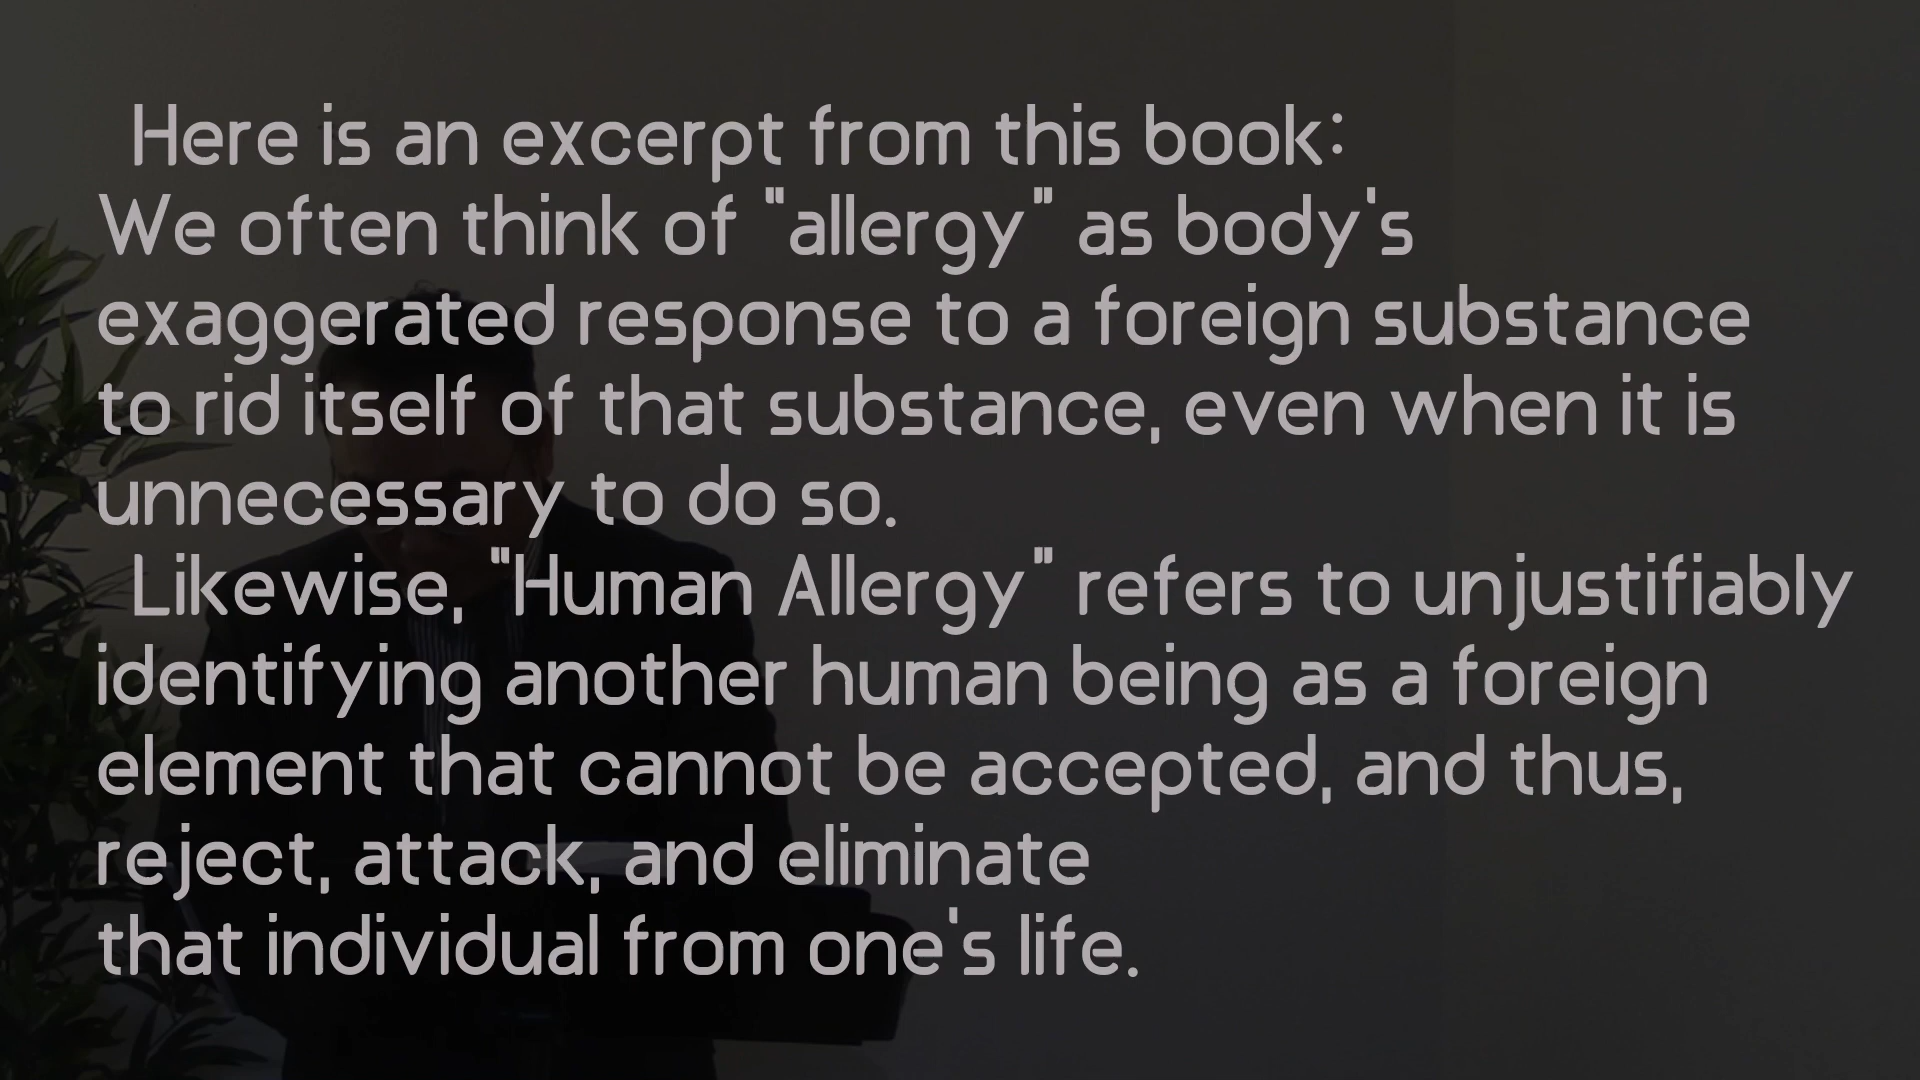 Here is an excerpt from this book:
We often think of "allergy" as body's
exaggerated response to a foreign substance
to rid itself of that substance, even when it is
unnecessary to do so.
Likewise, "Human Allergy" refers to unjustifiably
identifying another human being as a foreign
element that cannot be accepted, and thus,
reject, attack, and eliminate
that individual from one's life.